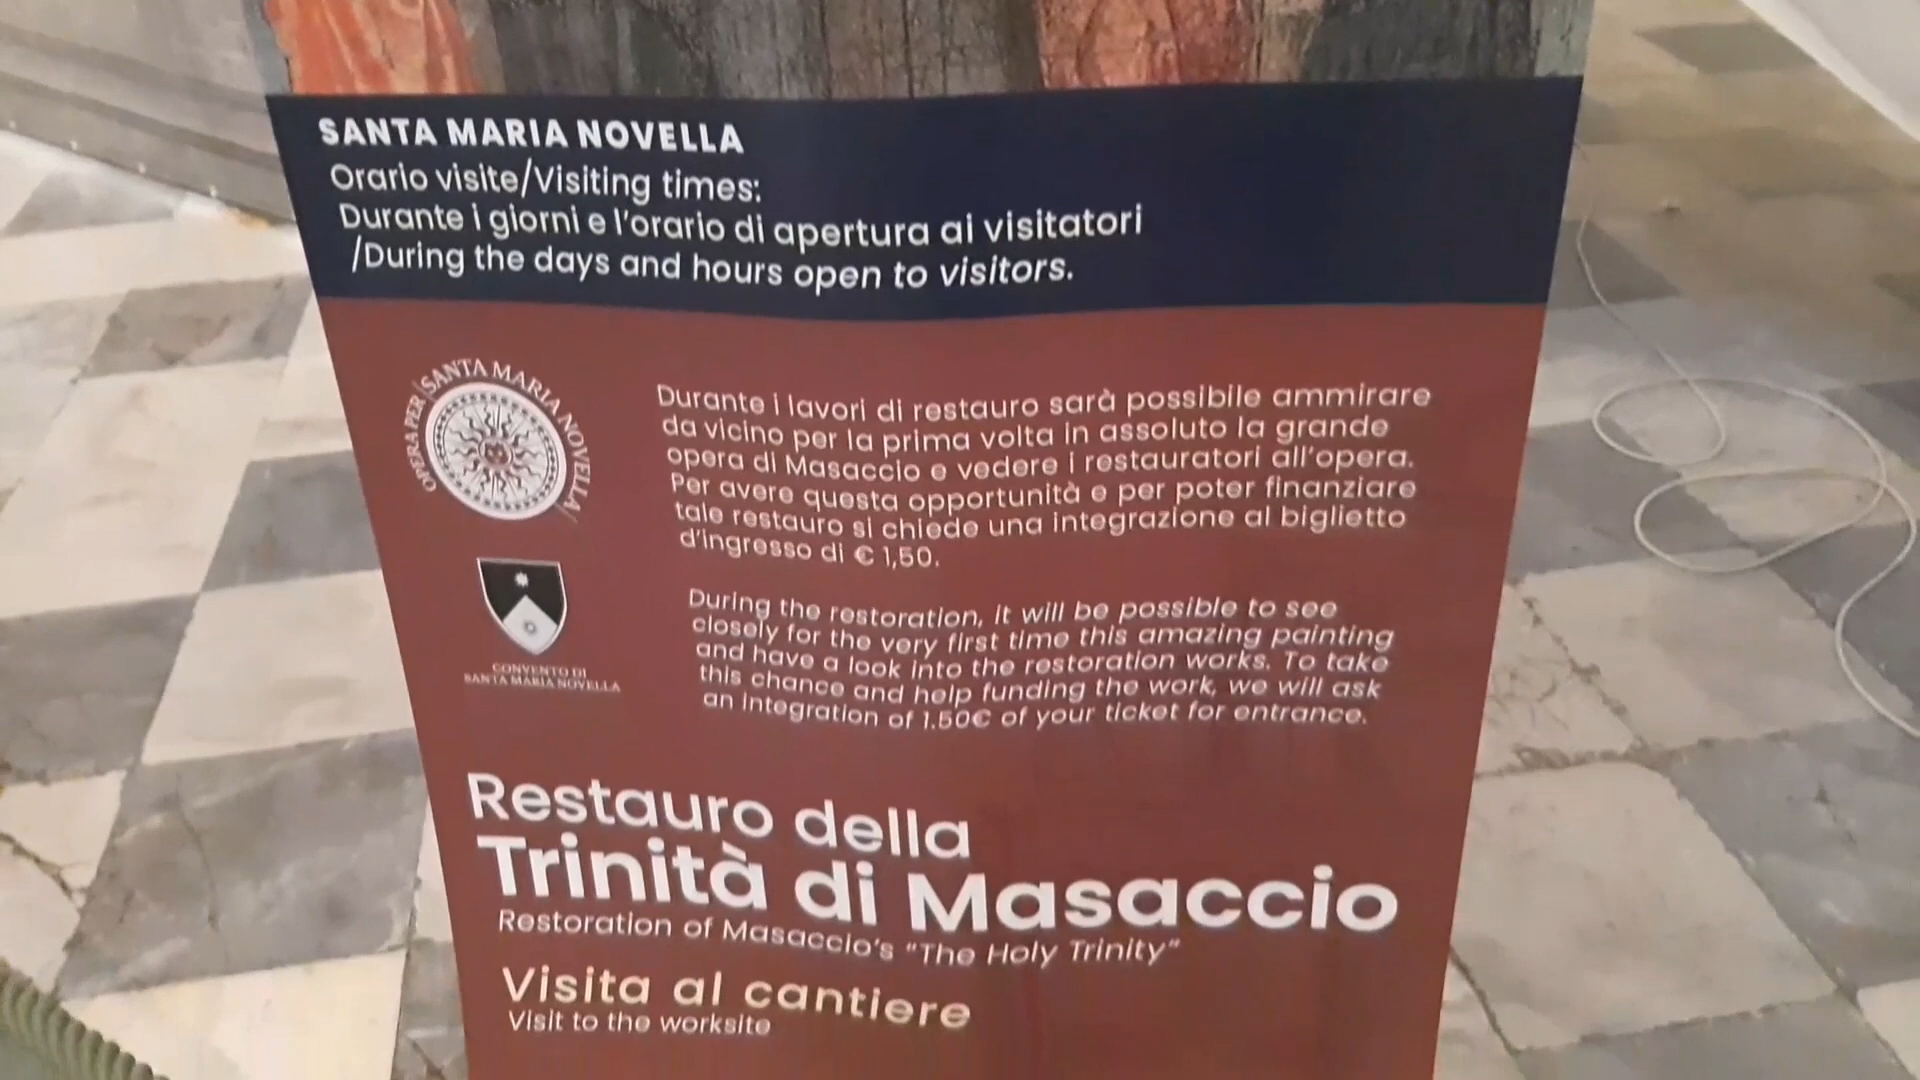 SANTA MARIA NOVELLA
Orario visite/Visiting times:
Durante i giorni e l'orario di apertura ai visitatori
/During the days and hours open to visitors.
OPERA PER SANTA MARIA NOVELLA
Durante i lavori di restauro sarà possibile ammirare
da vicino per la prima volta in assoluto la grande
opera di Masaccio e vedere i restauratori all'opera.
Per avere questa opportunità e per poter finanziare
tale restauro si chiede una integrazione al biglietto
d'ingresso di € 1,50.
CONVENTO DI
SANTA MARIA NOVELLA
During the restoration, it will be possible to see
closely for the very first time this amazing painting
and have a look into the restoration works. To take
this chance and help funding the work, we will ask
an integration of 1.50€ of your ticket for entrance.
Restauro della
Trinità di Masaccio
Restoration of Masaccio's "The Holy Trinity"
Visita al cantiere
Visit to the worksite